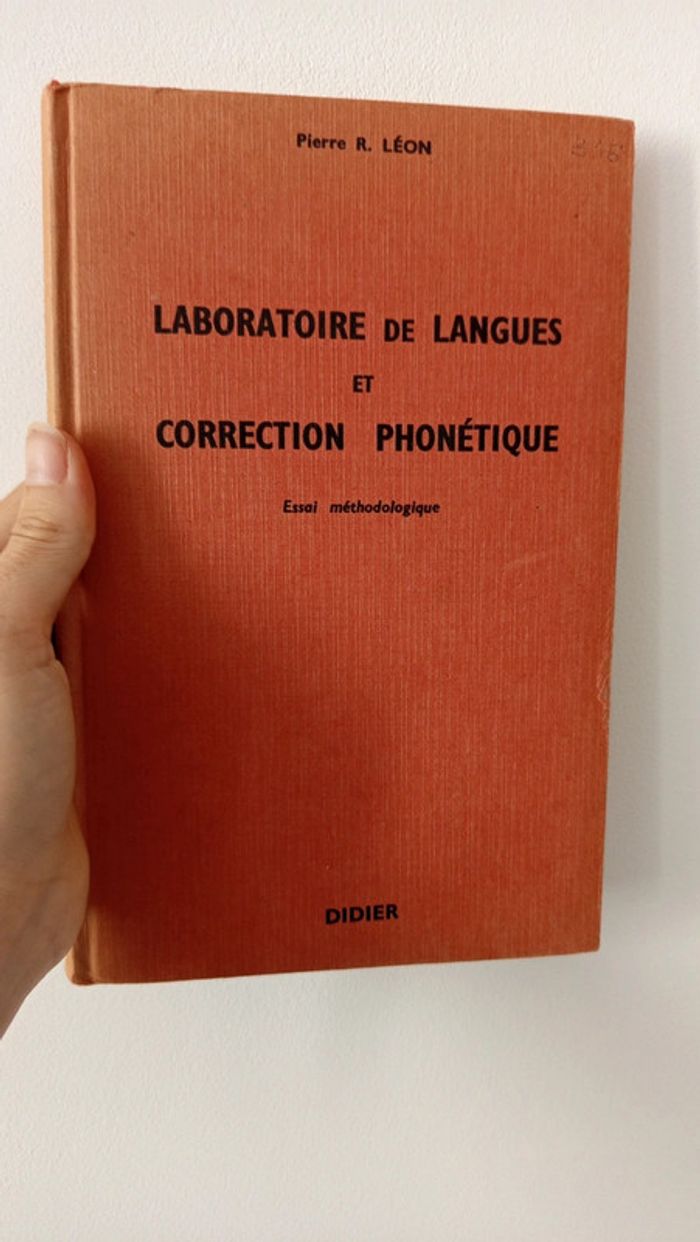 Pierre R. LÉON
LABORATOIRE DE LANGUES
ET
CORRECTION PHONÉTIQUE
Essai méthodologique
DIDIER